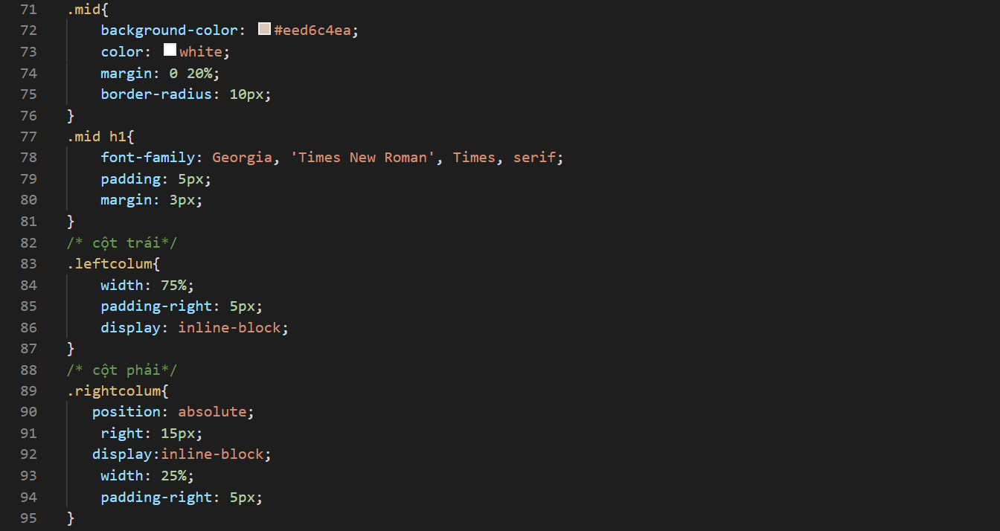 71 .mid{
72 background-color: #eed6c4ea;
73 color: white;
74 margin: 0 20%;
75 border-radius: 10px;
76 }
77 .mid h1{
78 font-family: Georgia, 'Times New Roman', Times, serif;
79 padding: 5px;
80 margin: 3px;
81 }
82 /* cột trái*/
83 .leftcolum{
84 width: 75%;
85 padding-right: 5px;
86 display: inline-block;
87 }
88 /* cột phải*/
89 .rightcolum{
90 position: absolute;
91 right: 15px;
92 display:inline-block;
93 width: 25%;
94 padding-right: 5px;
95 }